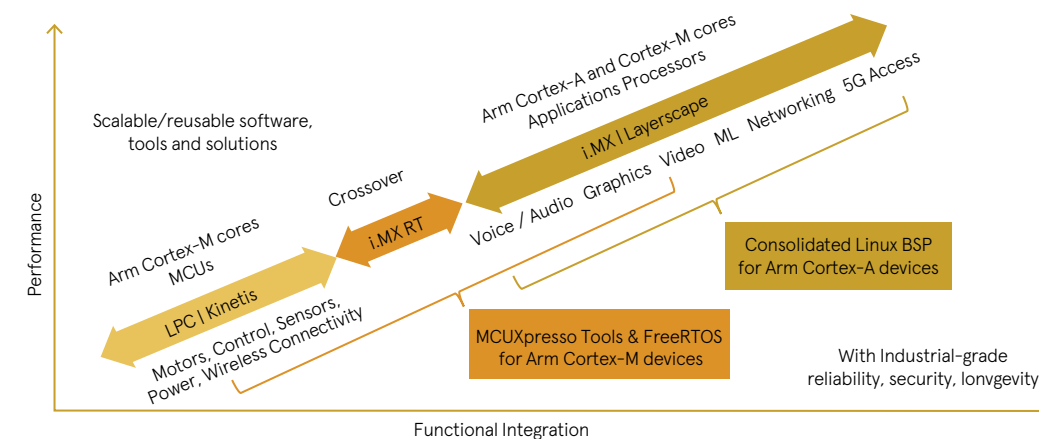 Arm Cortex-A and Cortex-M cores
Applications Processors
Scalable/reusable software,
tools and solutions
i.MX | Layerscape
Crossover
Voice / Audio Graphics Video ML Networking 5G Access
i.MX RT
Arm Cortex-M cores
MCUs
LPC | Kinetis
Motors, Control, Sensors,
Power, Wireless Connectivity
Consolidated Linux BSP
for Arm Cortex-A devices
MCUXpresso Tools & FreeRTOS
for Arm Cortex-M devices
With Industrial-grade
reliability, security, lonvgevity
Performance
Functional Integration